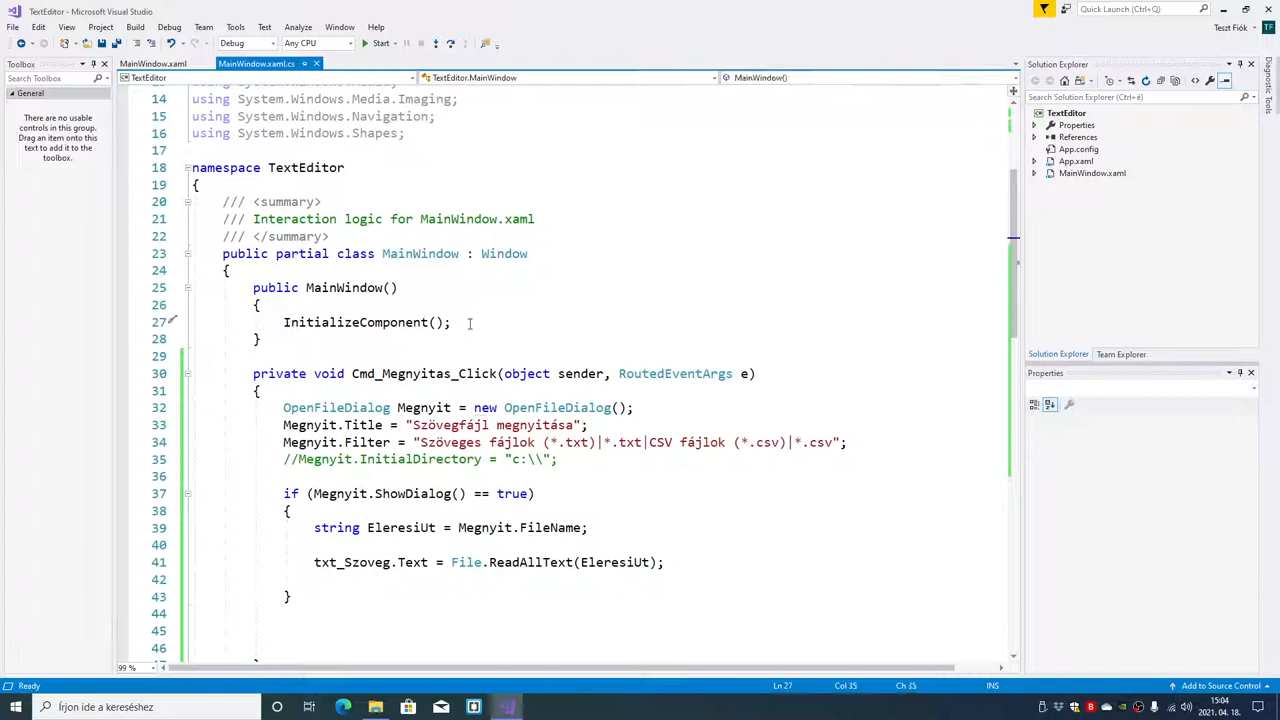 TextEditor - Microsoft Visual Studio
Quick Launch (Ctrl+Q)
File Edit View Project Build Debug Team Tools Test Analyze Window Help
Teszt Fiók TF
Debug Any CPU Start
Toolbox
Search Toolbox
General
There are no usable
controls in this group.
Drag an item onto this
text to add it to the
toolbox.
MainWindow.xaml MainWindow.xaml.cs
TextEditor TextEditor.MainWindow MainWindow()
14 using System.Windows.Media.Imaging;
15 using System.Windows.Navigation;
16 using System.Windows.Shapes;
17
18 namespace TextEditor
19 {
20 /// <summary>
21 /// Interaction logic for MainWindow.xaml
22 /// </summary>
23 public partial class MainWindow : Window
24 {
25 public MainWindow()
26 {
27 InitializeComponent();
28 }
29
30 private void Cmd_Megnyitas_Click(object sender, RoutedEventArgs e)
31 {
32 OpenFileDialog Megnyit = new OpenFileDialog();
33 Megnyit.Title = "Szövegfájl megnyitása";
34 Megnyit.Filter = "Szöveges fájlok (*.txt)|*.txt|CSV fájlok (*.csv)|*.csv";
35 //Megnyit.InitialDirectory = "c:\\";
36
37 if (Megnyit.ShowDialog() == true)
38 {
39 string EleresiUt = Megnyit.FileName;
40
41 txt_Szoveg.Text = File.ReadAllText(EleresiUt);
42
43 }
44
45
46
99 %
Solution Explorer
Search Solution Explorer (Ctrl+é)
TextEditor
Properties
References
App.config
App.xaml
MainWindow.xaml
Solution Explorer Team Explorer
Properties
Diagnostic Tools
Ready Ln 27 Col 35 Ch 35 INS Add to Source Control
Írjon ide a kereséshez
15:04
2021. 04. 18.